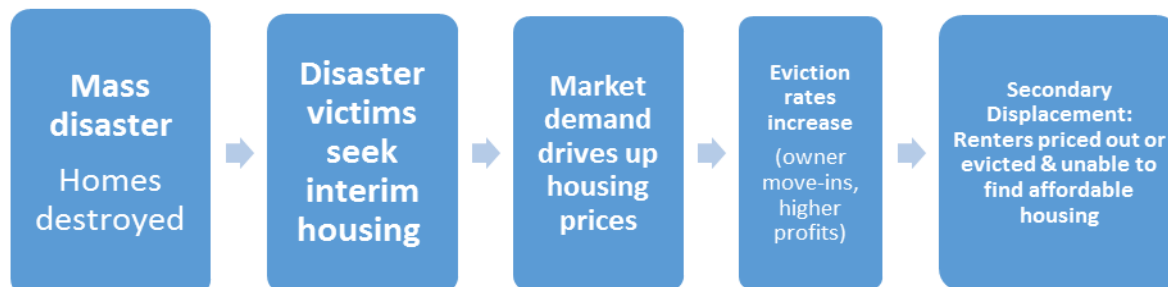 Mass
disaster
Homes
destroyed
Disaster
victims
seek
interim
housing
Market
demand
drives up
housing
prices
Eviction
rates
increase
(owner
move-ins,
higher
profits)
Secondary
Displacement:
Renters priced out or
evicted & unable to
find affordable
housing